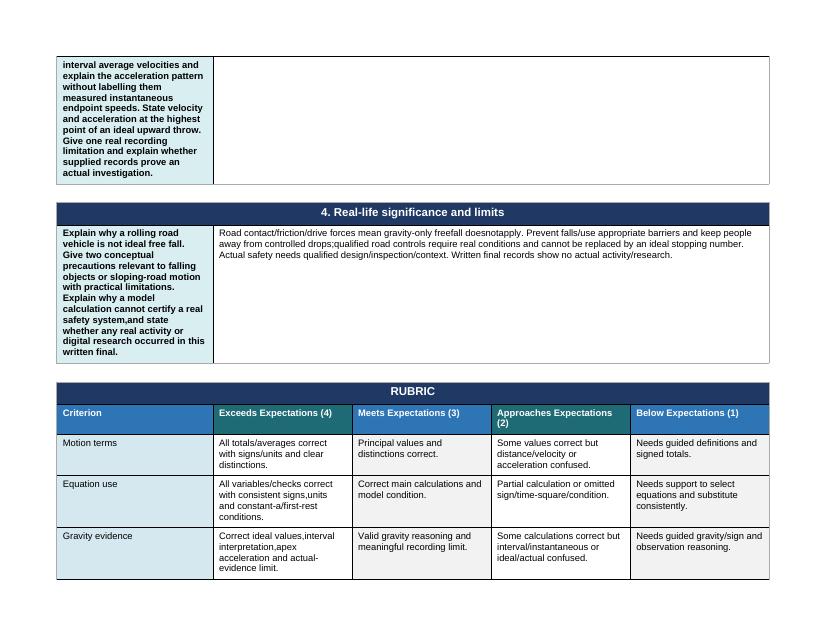 interval average velocities and
explain the acceleration pattern
without labelling them
measured instantaneous
endpoint speeds. State velocity
and acceleration at the highest
point of an ideal upward throw.
Give one real recording
limitation and explain whether
supplied records prove an
actual investigation.
4. Real-life significance and limits
Explain why a rolling road
vehicle is not ideal free fall.
Give two conceptual
precautions relevant to falling
objects or sloping-road motion
with practical limitations.
Explain why a model
calculation cannot certify a real
safety system,and state
whether any real activity or
digital research occurred in this
written final.
Road contact/friction/drive forces mean gravity-only freefall doesnotapply. Prevent falls/use appropriate barriers and keep people
away from controlled drops;qualified road controls require real conditions and cannot be replaced by an ideal stopping number.
Actual safety needs qualified design/inspection/context. Written final records show no actual activity/research.
RUBRIC
Criterion
Exceeds Expectations (4)
Meets Expectations (3)
Approaches Expectations
(2)
Below Expectations (1)
Motion terms
All totals/averages correct
with signs/units and clear
distinctions.
Principal values and
distinctions correct.
Some values correct but
distance/velocity or
acceleration confused.
Needs guided definitions and
signed totals.
Equation use
All variables/checks correct
with consistent signs,units
and constant-a/first-rest
conditions.
Correct main calculations and
model condition.
Partial calculation or omitted
sign/time-square/condition.
Needs support to select
equations and substitute
consistently.
Gravity evidence
Correct ideal values,interval
interpretation,apex
acceleration and actual-
evidence limit.
Valid gravity reasoning and
meaningful recording limit.
Some calculations correct but
interval/instantaneous or
ideal/actual confused.
Needs guided gravity/sign and
observation reasoning.